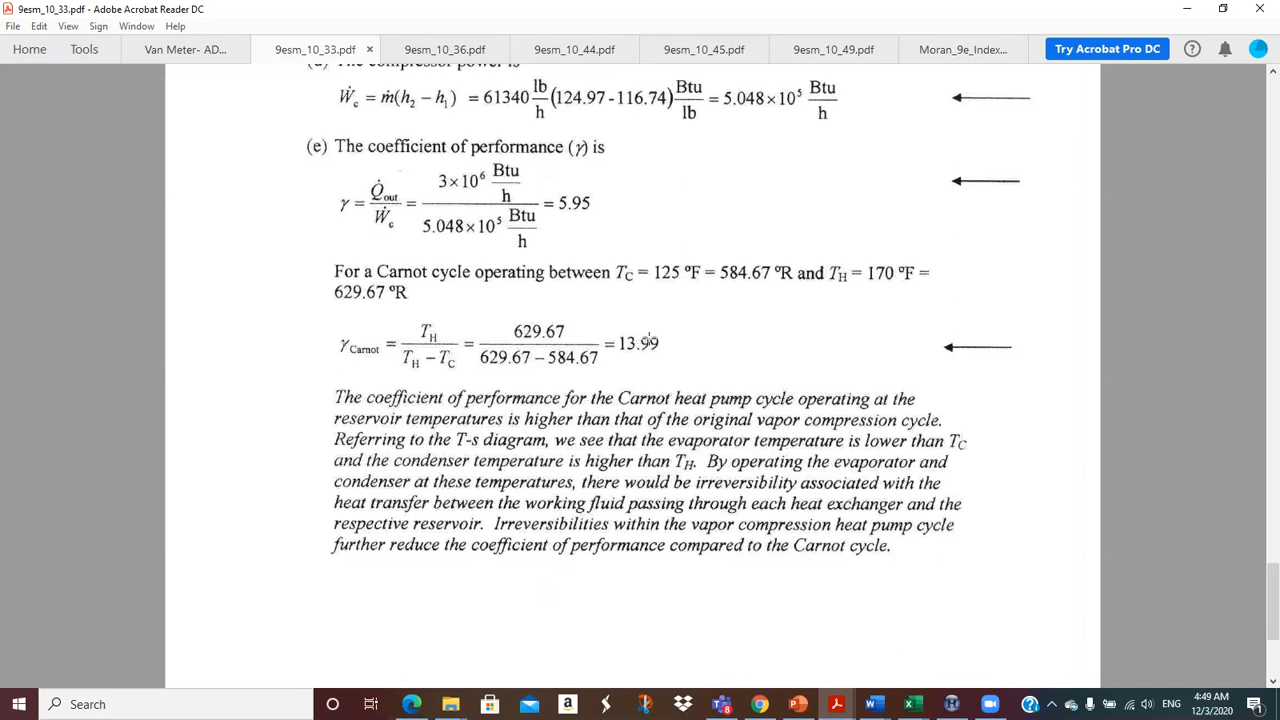 9esm_10_33.pdf - Adobe Acrobat Reader DC
File Edit View Sign Window Help
Home Tools Van Meter- AD... 9esm_10_33.pdf × 9esm_10_36.pdf 9esm_10_44.pdf 9esm_10_45.pdf 9esm_10_49.pdf Moran_9e_Index... Try Acrobat Pro DC
(d) The compressor power is
Ẇc = ṁ(h2 − h1) = 61340 lb/h (124.97 - 116.74) Btu/lb = 5.048×10^5 Btu/h
(e) The coefficient of performance (γ) is
γ = Q̇out/Ẇc = 3×10^6 Btu/h / 5.048×10^5 Btu/h = 5.95
For a Carnot cycle operating between TC = 125 °F = 584.67 °R and TH = 170 °F =
629.67 °R
γCarnot = TH/(TH − TC) = 629.67/(629.67 − 584.67) = 13.99
The coefficient of performance for the Carnot heat pump cycle operating at the
reservoir temperatures is higher than that of the original vapor compression cycle.
Referring to the T-s diagram, we see that the evaporator temperature is lower than TC
and the condenser temperature is higher than TH. By operating the evaporator and
condenser at these temperatures, there would be irreversibility associated with the
heat transfer between the working fluid passing through each heat exchanger and the
respective reservoir. Irreversibilities within the vapor compression heat pump cycle
further reduce the coefficient of performance compared to the Carnot cycle.
Search
ENG
4:49 AM
12/3/2020